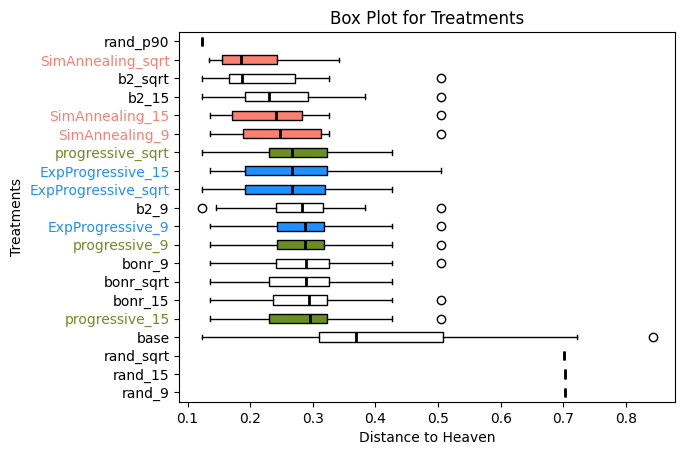 Box Plot for Treatments
Treatments
rand_p90
SimAnnealing_sqrt
b2_sqrt
b2_15
SimAnnealing_15
SimAnnealing_9
progressive_sqrt
ExpProgressive_15
ExpProgressive_sqrt
b2_9
ExpProgressive_9
progressive_9
bonr_9
bonr_sqrt
bonr_15
progressive_15
base
rand_sqrt
rand_15
rand_9
0.1 0.2 0.3 0.4 0.5 0.6 0.7 0.8
Distance to Heaven